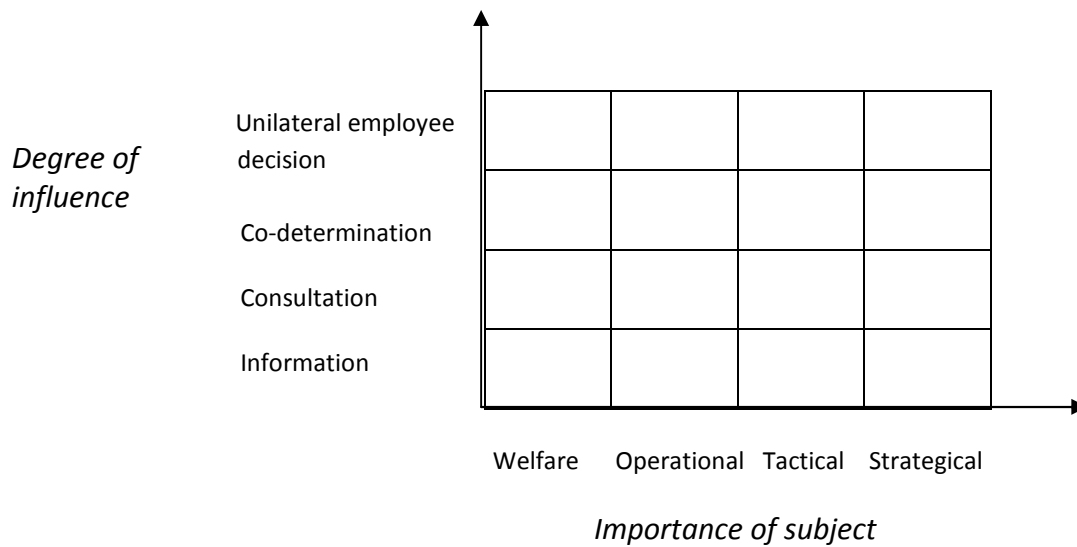 Unilateral employee
decision
Degree of
influence
Co-determination
Consultation
Information
Welfare Operational Tactical Strategical
Importance of subject